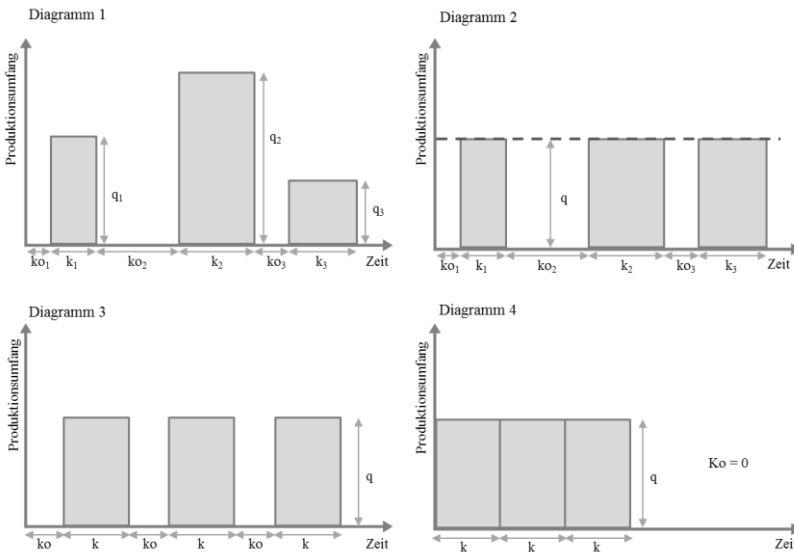 Diagramm 1
Produktionsumfang
q1
q2
q3
ko1 k1 ko2 k2 ko3 k3 Zeit
Diagramm 2
Produktionsumfang
q
ko1 k1 ko2 k2 ko3 k3 Zeit
Diagramm 3
Produktionsumfang
q
ko k ko k ko k Zeit
Diagramm 4
Produktionsumfang
q
Ko = 0
k k k Zeit